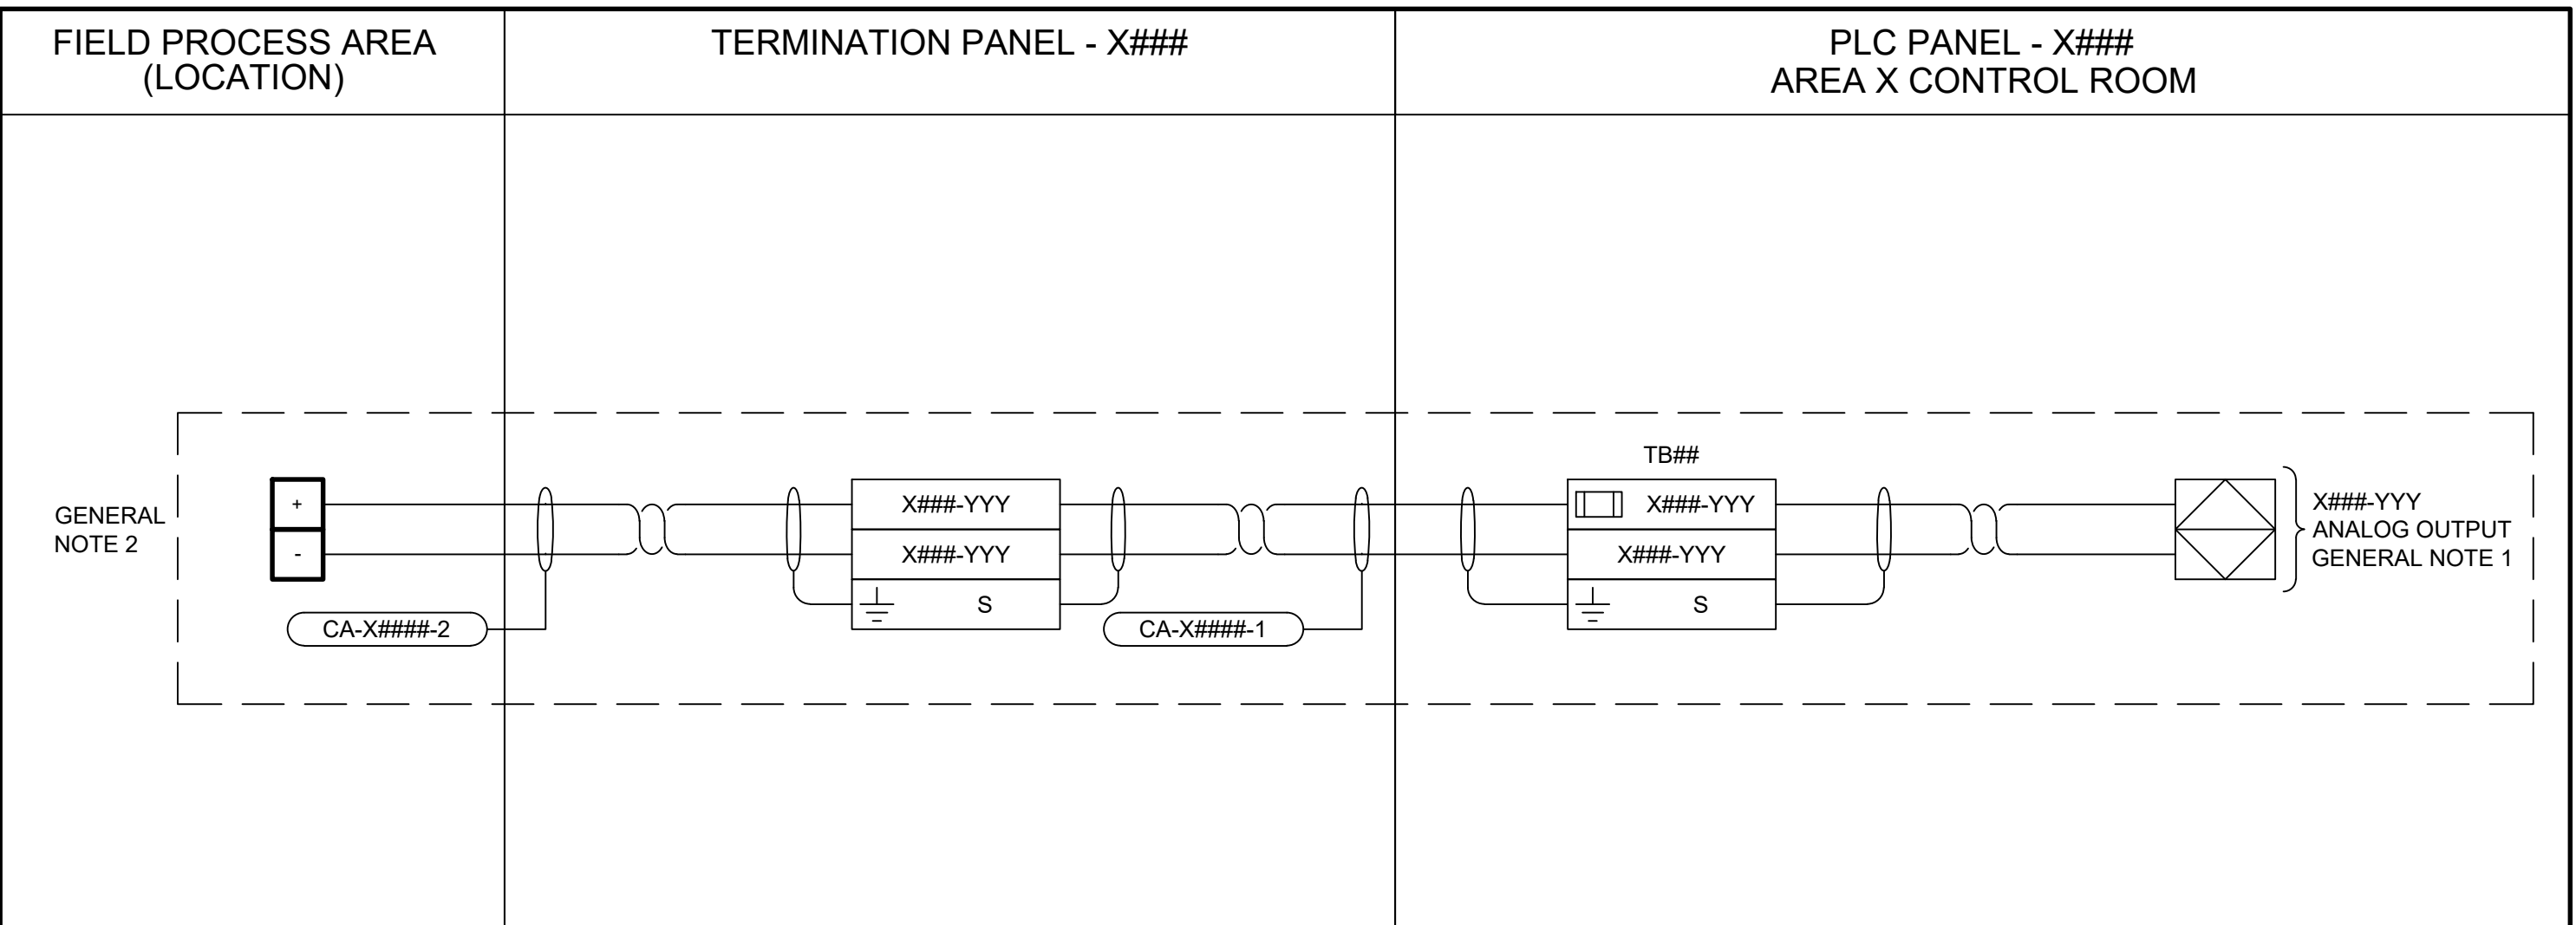 FIELD PROCESS AREA
(LOCATION)
TERMINATION PANEL - X###
PLC PANEL - X###
AREA X CONTROL ROOM
TB##
GENERAL
NOTE 2
+
-
X###-YYY
X###-YYY
S
X###-YYY
X###-YYY
S
X###-YYY
ANALOG OUTPUT
GENERAL NOTE 1
CA-X####-2
CA-X####-1